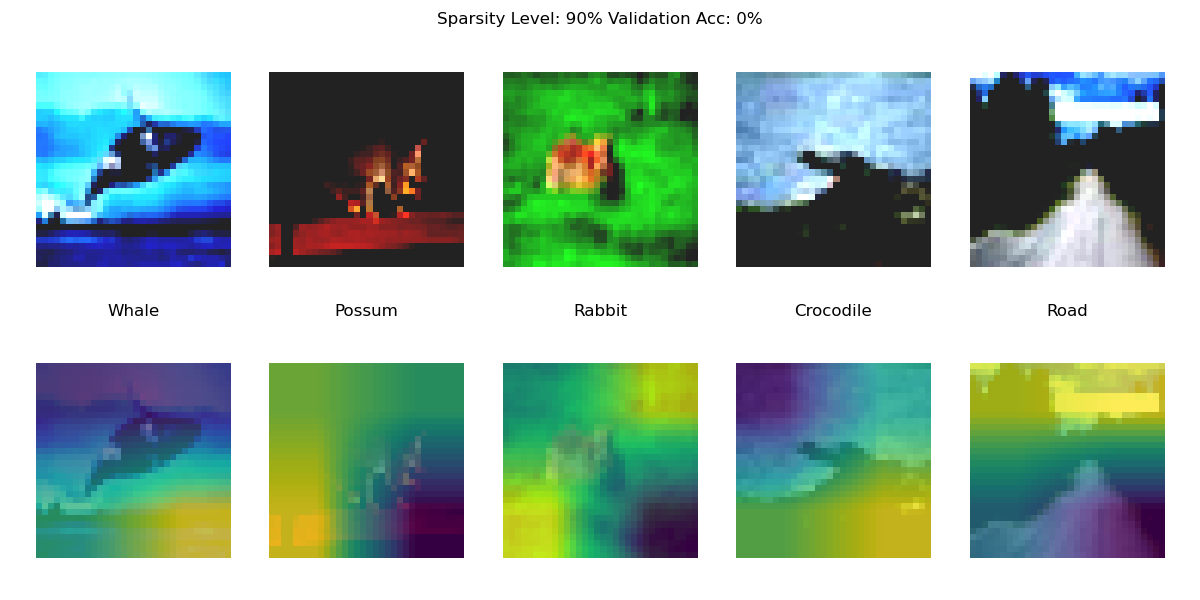 Sparsity Level: 90% Validation Acc: 0%
Whale
Possum
Rabbit
Crocodile
Road